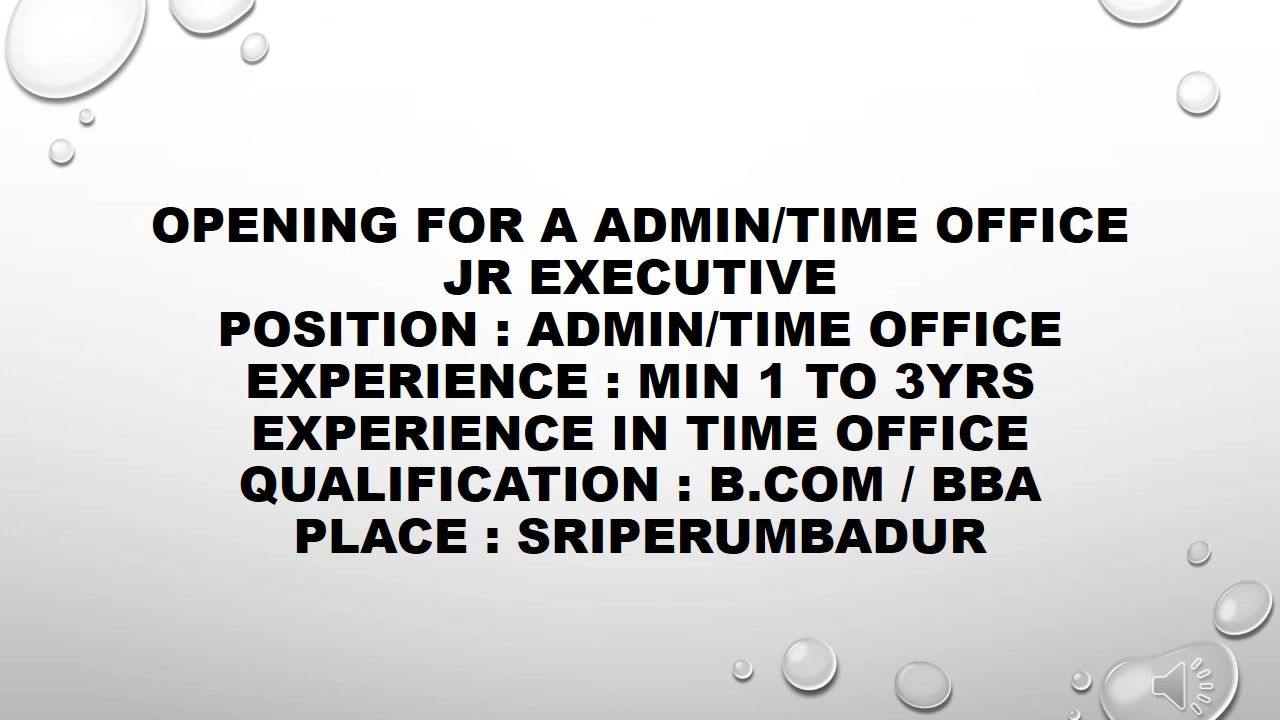 OPENING FOR A ADMIN/TIME OFFICE
JR EXECUTIVE
POSITION : ADMIN/TIME OFFICE
EXPERIENCE : MIN 1 TO 3YRS
EXPERIENCE IN TIME OFFICE
QUALIFICATION : B.COM / BBA
PLACE : SRIPERUMBADUR